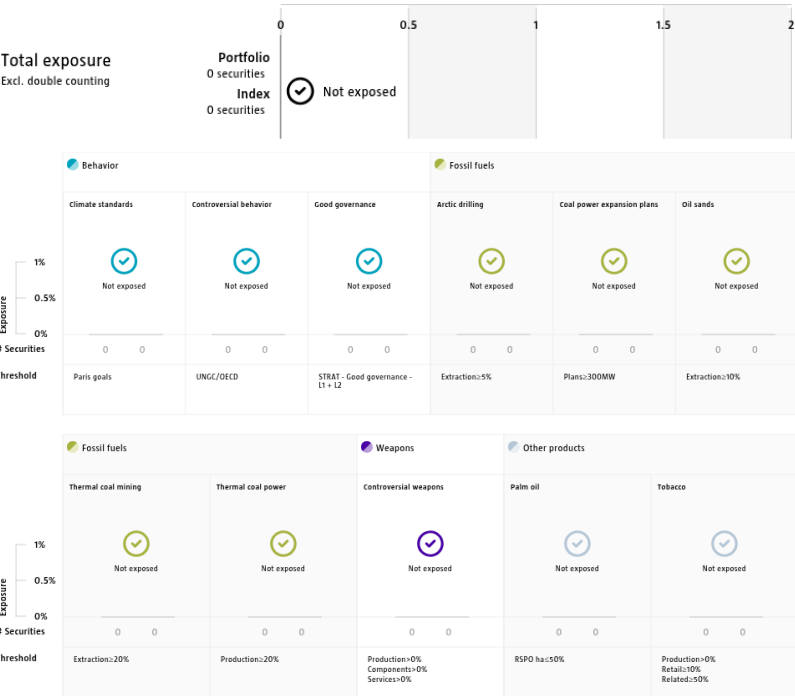 0 0.5 1 1.5 2
Total exposure
Excl. double counting
Portfolio
0 securities
Index
0 securities
Not exposed
Behavior
Fossil fuels
Climate standards
Controversial behavior
Good governance
Arctic drilling
Coal power expansion plans
Oil sands
Exposure
1%
0.5%
0%
Not exposed
Not exposed
Not exposed
Not exposed
Not exposed
Not exposed
# Securities
0 0
0 0
0 0
0 0
0 0
0 0
hreshold
Paris goals
UNGC/OECD
STRAT - Good governance -
L1 + L2
Extraction≥5%
Plans≥300MW
Extraction≥10%
Fossil fuels
Weapons
Other products
Thermal coal mining
Thermal coal power
Controversial weapons
Palm oil
Tobacco
Exposure
1%
0.5%
0%
Not exposed
Not exposed
Not exposed
Not exposed
Not exposed
# Securities
0 0
0 0
0 0
0 0
0 0
hreshold
Extraction≥20%
Production≥20%
Production>0%
Components>0%
Services>0%
RSPO ha≤50%
Production>0%
Retail≥10%
Related≥50%